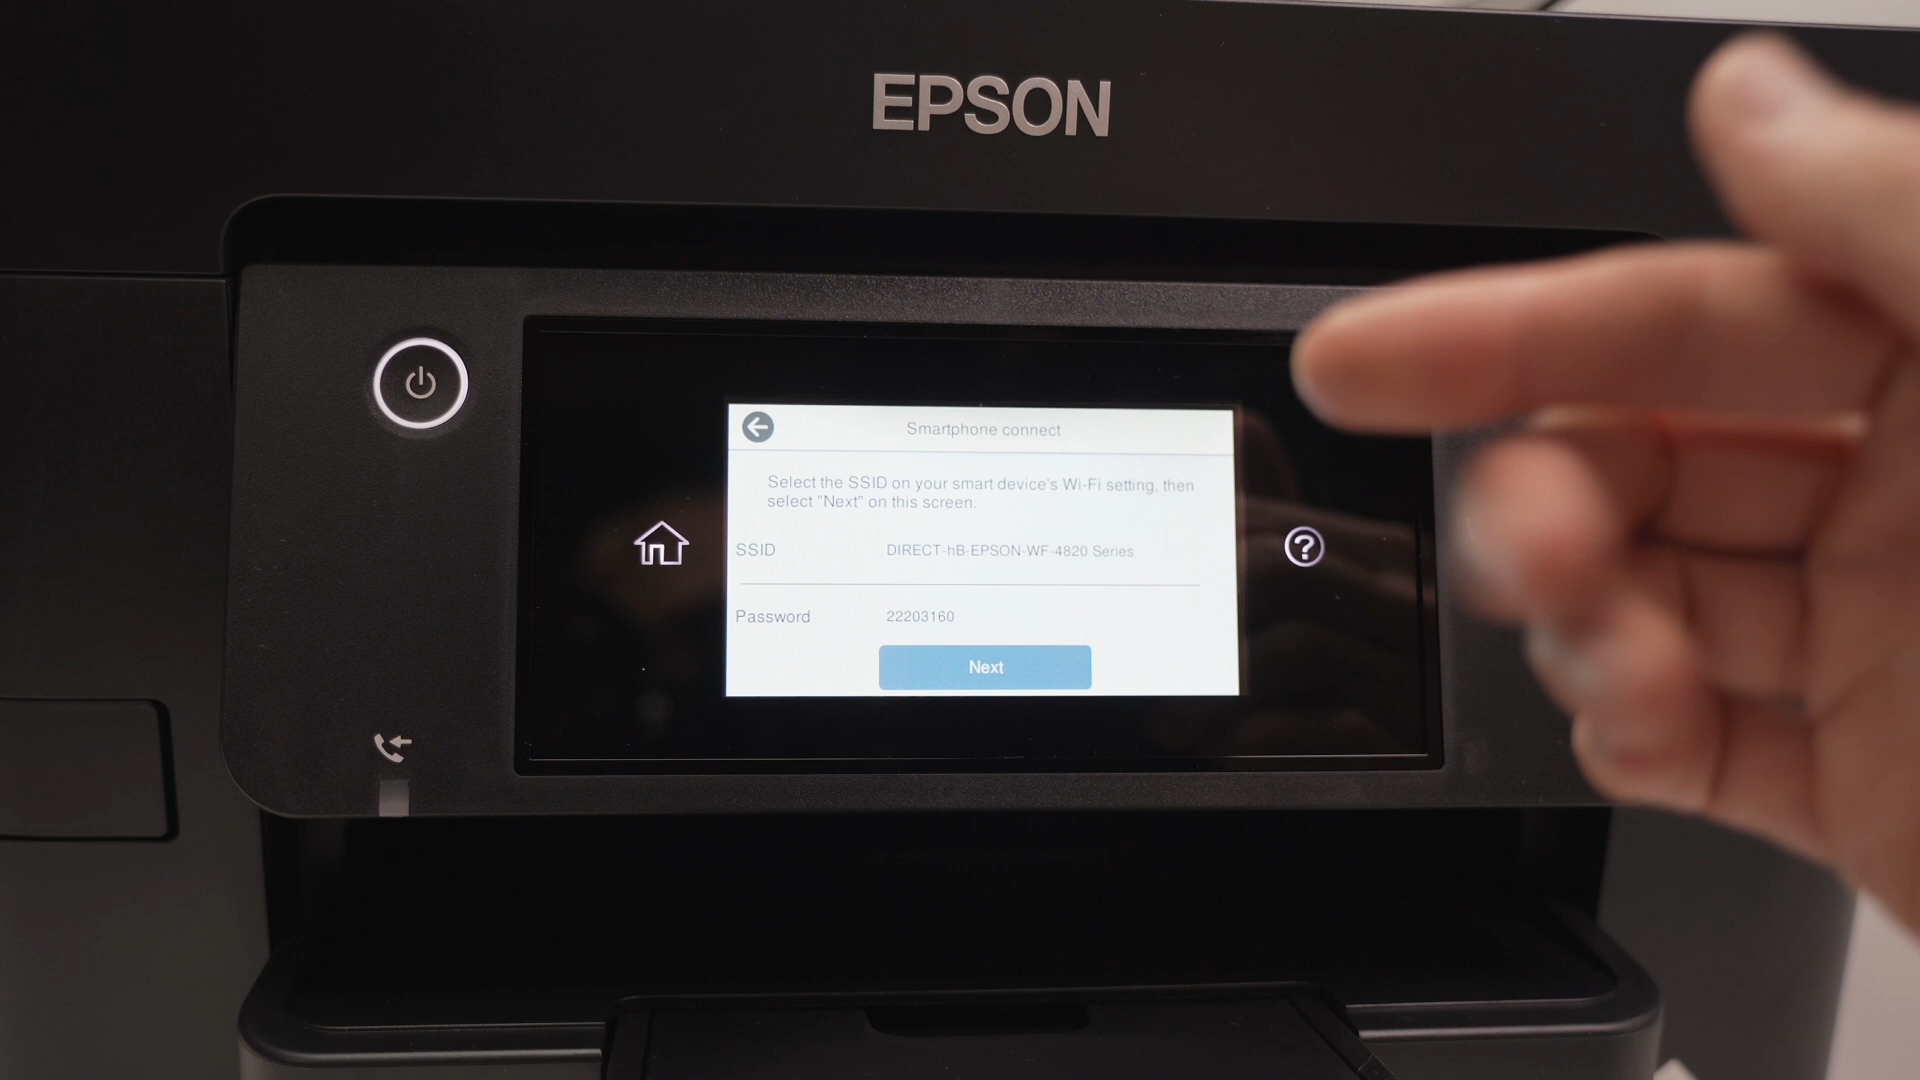 EPSON
Smartphone connect
Select the SSID on your smart device's Wi-Fi setting, then
select "Next" on this screen.
SSID DIRECT-hB-EPSON-WF-4820 Series
Password 22203160
Next